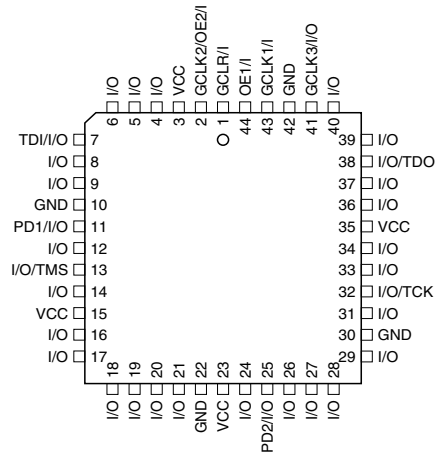 I/O
I/O
I/O
VCC
GCLK2/OE2/I
GCLR/I
OE1/I
GCLK1/I
GND
GCLK3/I/O
I/O
6
5
4
3
2
1
44
43
42
41
40
TDI/I/O 7
I/O 8
I/O 9
GND 10
PD1/I/O 11
I/O 12
I/O/TMS 13
I/O 14
VCC 15
I/O 16
I/O 17
39 I/O
38 I/O/TDO
37 I/O
36 I/O
35 VCC
34 I/O
33 I/O
32 I/O/TCK
31 I/O
30 GND
29 I/O
18
19
20
21
22
23
24
25
26
27
28
I/O
I/O
I/O
I/O
GND
VCC
I/O
PD2/I/O
I/O
I/O
I/O